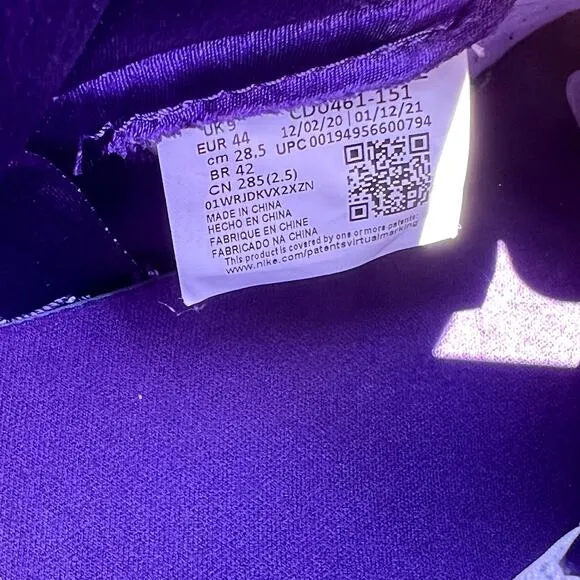 UK 9 CD0461-151
EUR 44 12/02/20 | 01/12/21
cm 28.5 UPC 00194956600794
BR 42
CN 285(2.5)
01WRJDKVX2XZN
MADE IN CHINA
HECHO EN CHINA
FABRIQUE EN CHINE
FABRICADO NA CHINA
This product is covered by one or more patents.
www.nike.com/patentsvirtualmarking